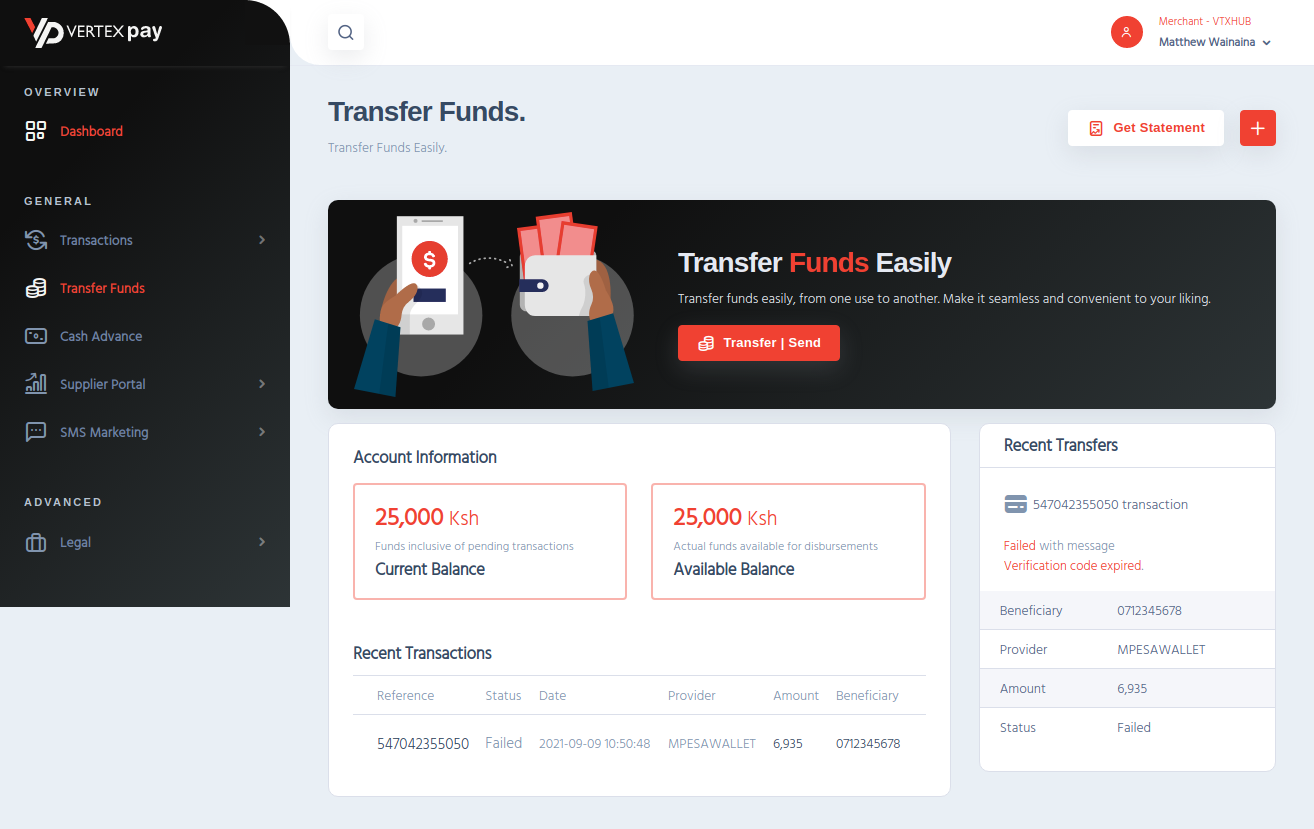 VERTEX pay
OVERVIEW
Dashboard
GENERAL
Transactions
Transfer Funds
Cash Advance
Supplier Portal
SMS Marketing
ADVANCED
Legal
Merchant - VTXHUB
Matthew Wainaina
Transfer Funds.
Transfer Funds Easily.
Get Statement
$
Transfer Funds Easily
Transfer funds easily, from one use to another. Make it seamless and convenient to your liking.
Transfer | Send
Account Information
25,000 Ksh
Funds inclusive of pending transactions
Current Balance
25,000 Ksh
Actual funds available for disbursements
Available Balance
Recent Transactions
Reference Status Date Provider Amount Beneficiary
547042355050 Failed 2021-09-09 10:50:48 MPESAWALLET 6,935 0712345678
Recent Transfers
547042355050 transaction
Failed with message
Verification code expired.
Beneficiary 0712345678
Provider MPESAWALLET
Amount 6,935
Status Failed